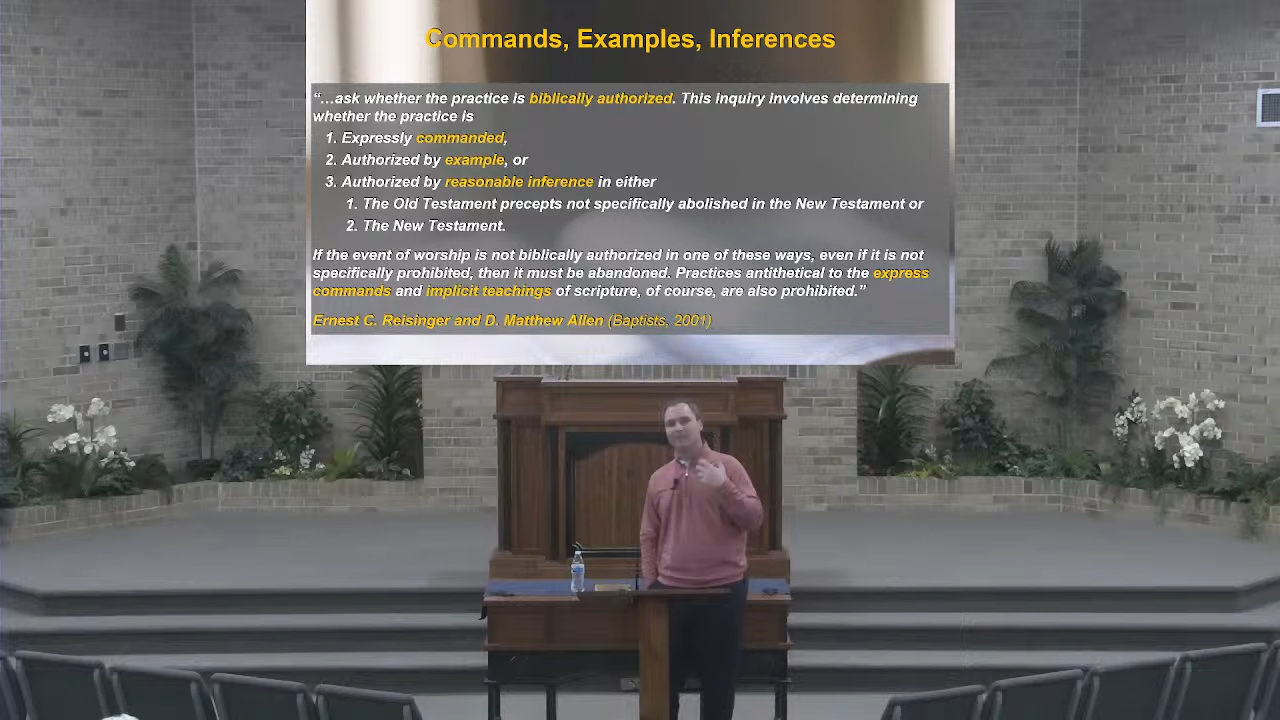 Commands, Examples, Inferences
“…ask whether the practice is biblically authorized. This inquiry involves determining
whether the practice is
1. Expressly commanded,
2. Authorized by example, or
3. Authorized by reasonable inference in either
1. The Old Testament precepts not specifically abolished in the New Testament or
2. The New Testament.
If the event of worship is not biblically authorized in one of these ways, even if it is not
specifically prohibited, then it must be abandoned. Practices antithetical to the express
commands and implicit teachings of scripture, of course, are also prohibited.”
Ernest C. Reisinger and D. Matthew Allen (Baptists, 2001)